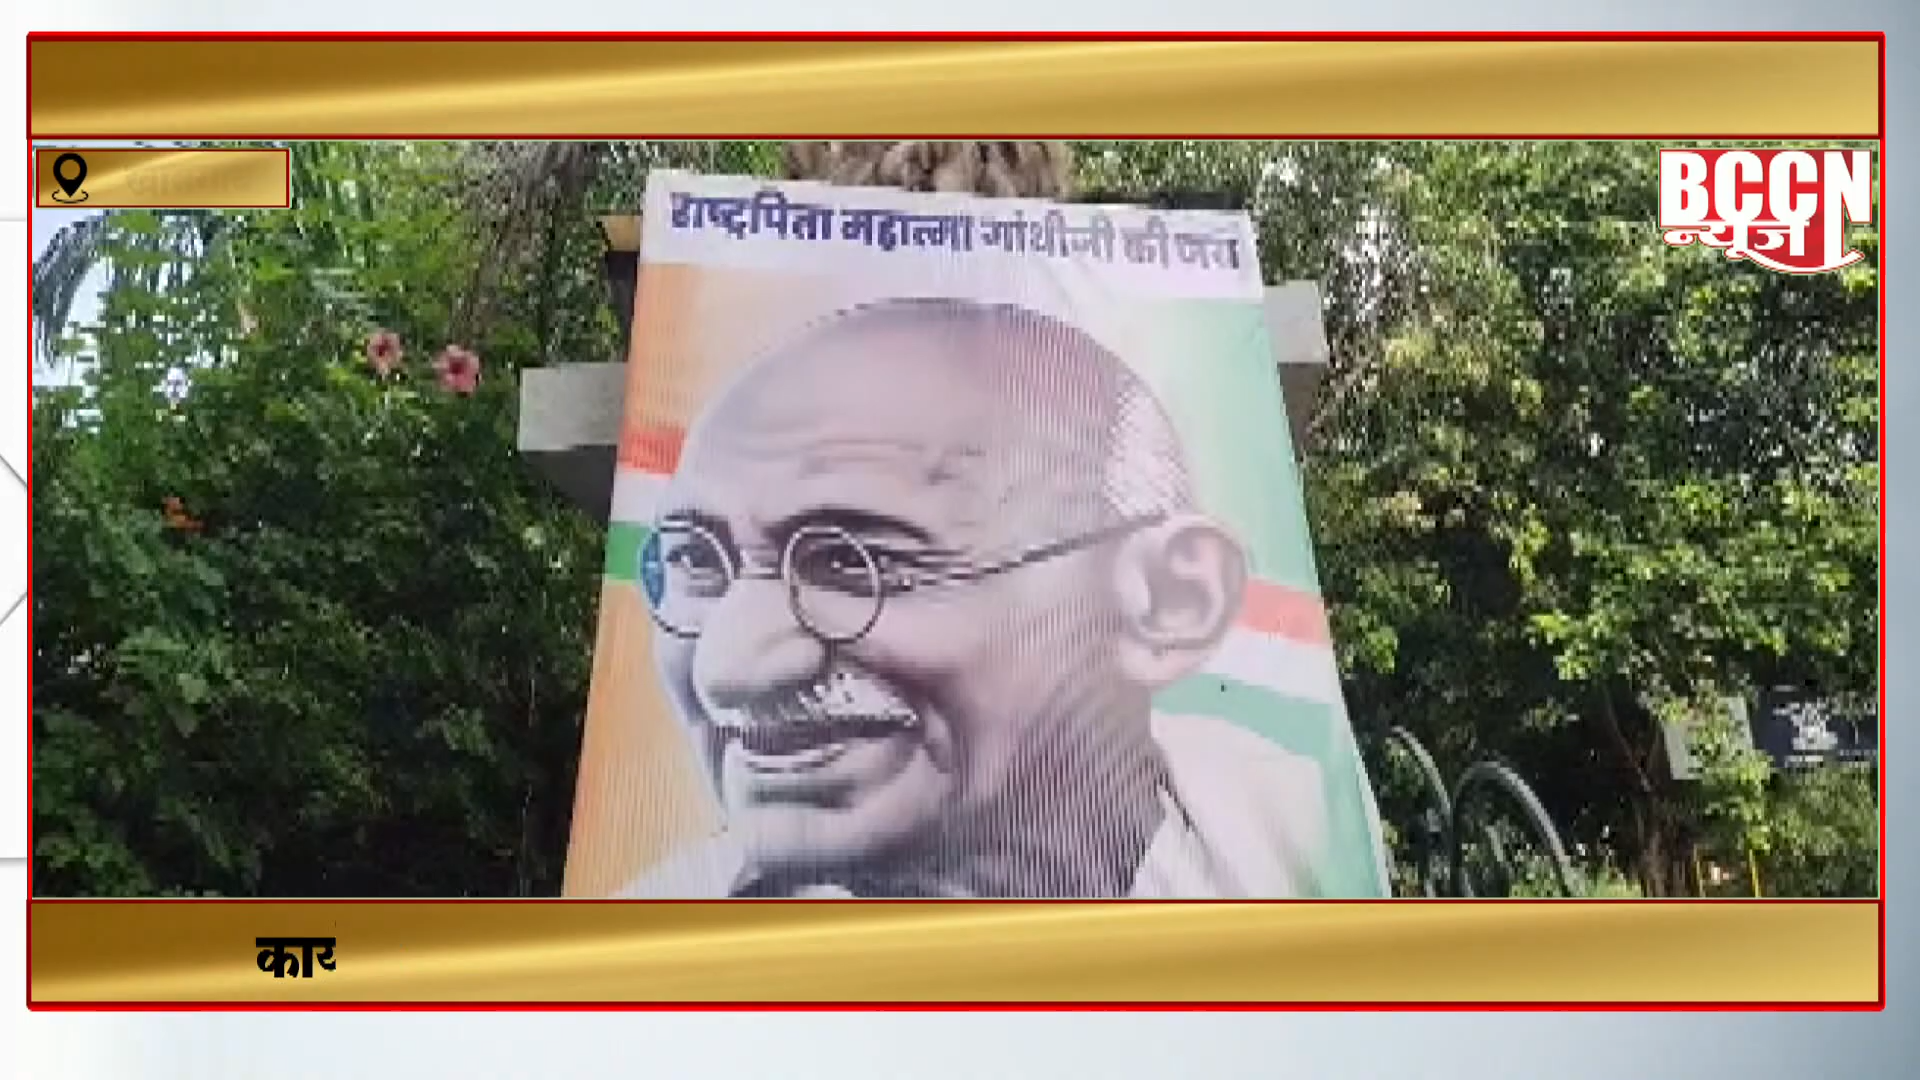 BCCN
न्यूज
राष्ट्रपिता महात्मा गांधीजी की जय